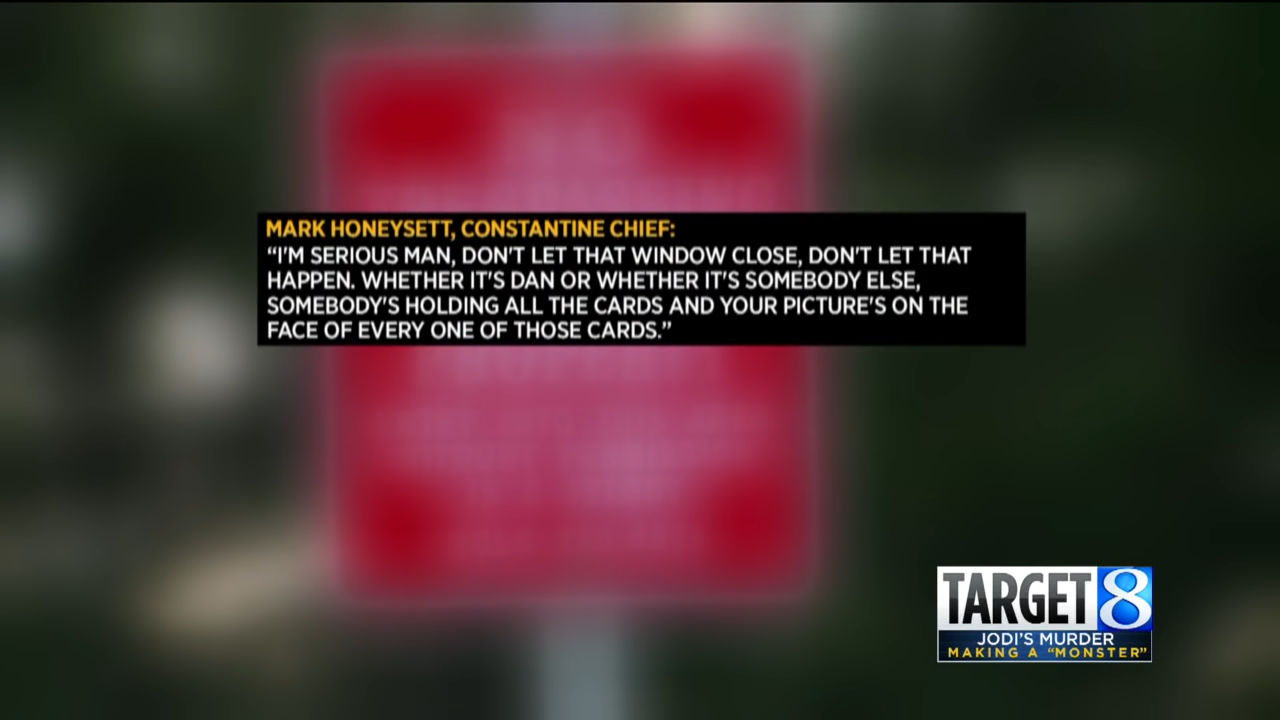 MARK HONEYSETT, CONSTANTINE CHIEF:
“I'M SERIOUS MAN, DON'T LET THAT WINDOW CLOSE, DON'T LET THAT
HAPPEN. WHETHER IT'S DAN OR WHETHER IT'S SOMEBODY ELSE,
SOMEBODY'S HOLDING ALL THE CARDS AND YOUR PICTURE'S ON THE
FACE OF EVERY ONE OF THOSE CARDS.”
TARGET 8
JODI'S MURDER
MAKING A “MONSTER”